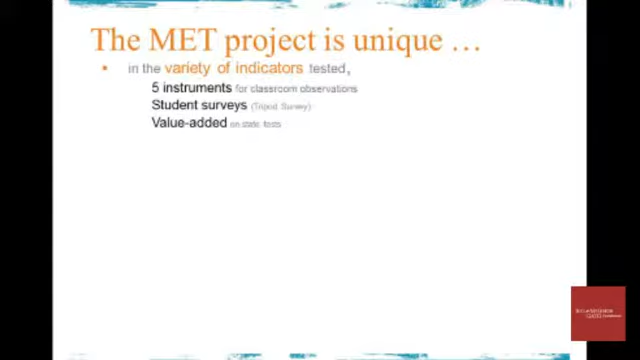 The MET project is unique …
• in the variety of indicators tested,
5 instruments for classroom observations
Student surveys (Tripod Survey)
Value-added on state tests